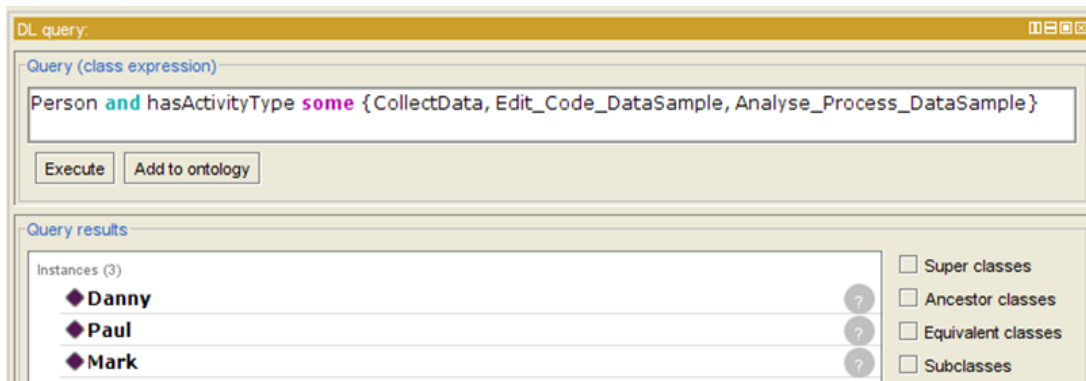 DL query:
Query (class expression)
Person and hasActivityType some {CollectData, Edit_Code_DataSample, Analyse_Process_DataSample}
Execute Add to ontology
Query results
Instances (3)
Super classes
Danny ?
Ancestor classes
Paul ?
Equivalent classes
Mark ?
Subclasses